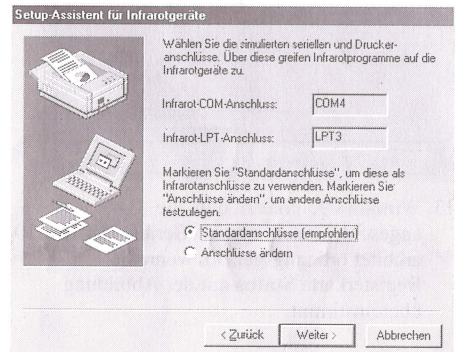 Setup-Assistent für Infrarotgeräte
Wählen Sie die simulierten seriellen und Drucker-
anschlüsse. Über diese greifen Infrarotprogramme auf die
Infrarotgeräte zu.
Infrarot-COM-Anschluss: COM4
Infrarot-LPT-Anschluss: LPT3
Markieren Sie "Standardanschlüsse", um diese als
Infrarotanschlüsse zu verwenden. Markieren Sie
"Anschlüsse ändern", um andere Anschlüsse
festzulegen.
Standardanschlüsse (empfohlen)
Anschlüsse ändern
< Zurück Weiter > Abbrechen